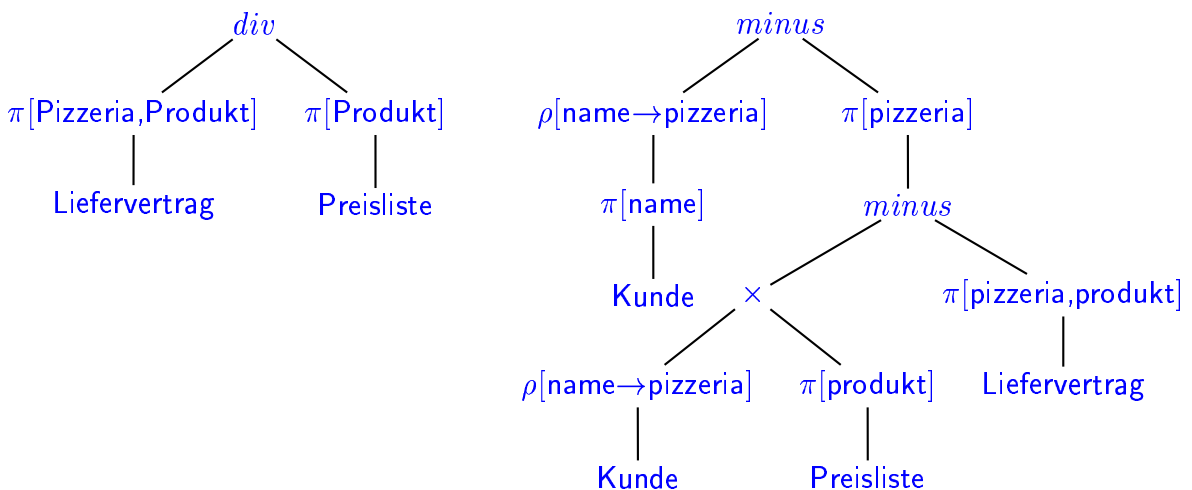 div
π[Pizzeria,Produkt] π[Produkt]
Liefervertrag Preisliste
minus
ρ[name→pizzeria] π[pizzeria]
π[name] minus
Kunde × π[pizzeria,produkt]
ρ[name→pizzeria] π[produkt] Liefervertrag
Kunde Preisliste